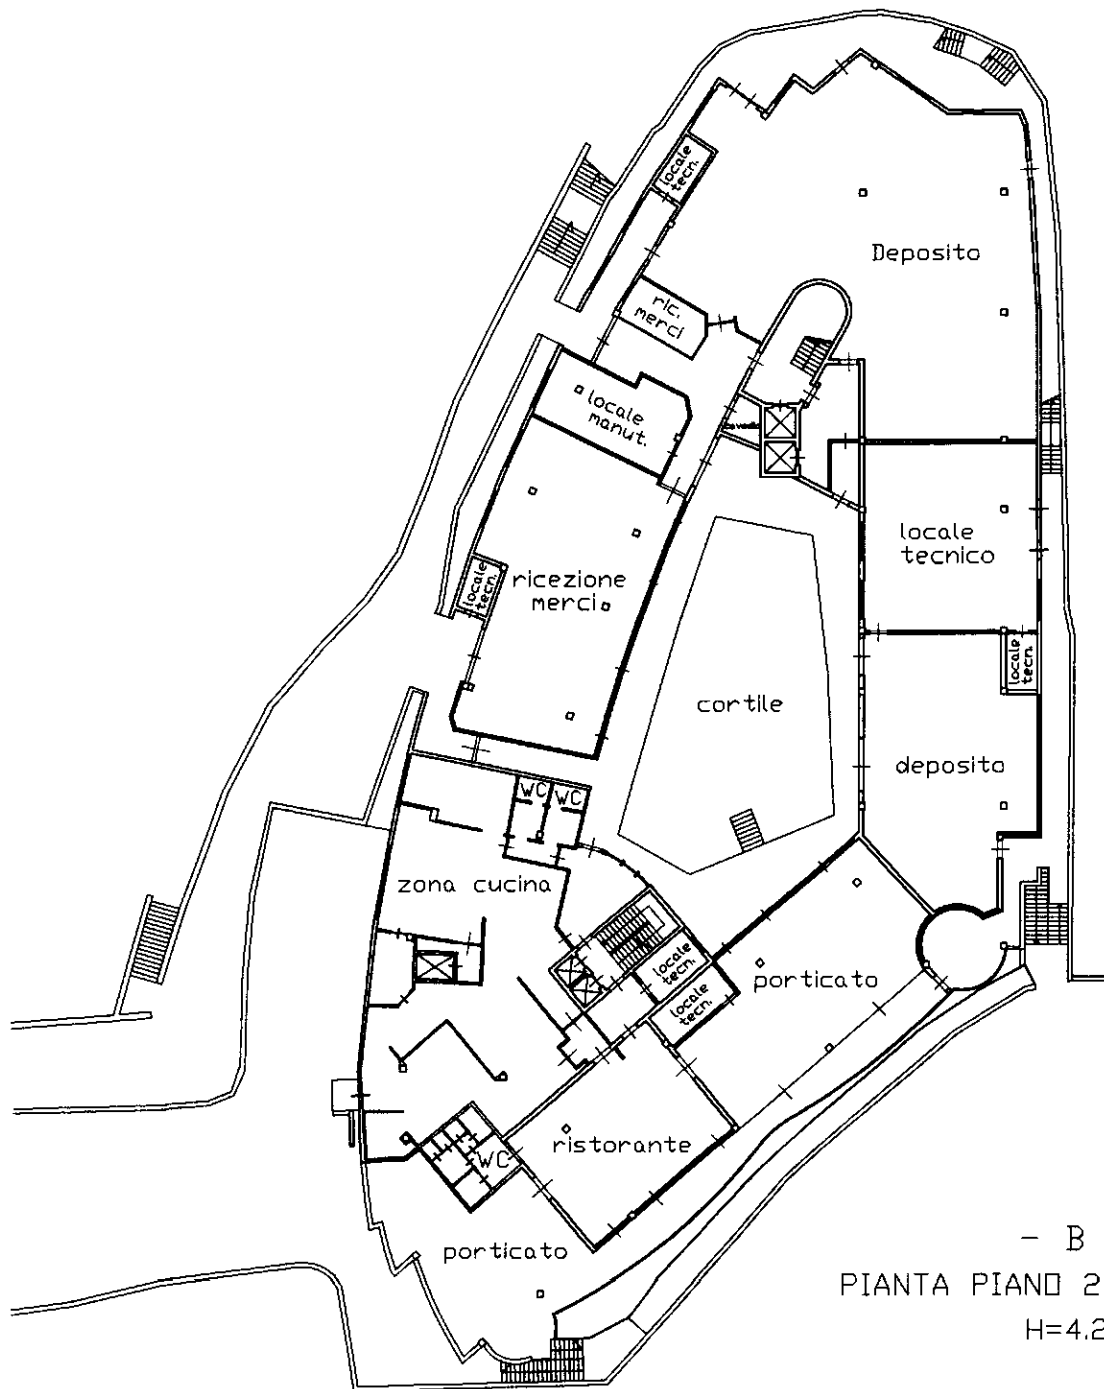 locale
tecn.
Deposito
ric.
merci
locale
manut.
cavedio
locale
tecnico
ricezione
merci
locale
tecn.
locale
tecn.
cortile
deposito
WC
WC
zona cucina
locale
tecn.
locale
tecn.
porticato
ristorante
WC
porticato
- B
PIANTA PIANO 2
H=4.2